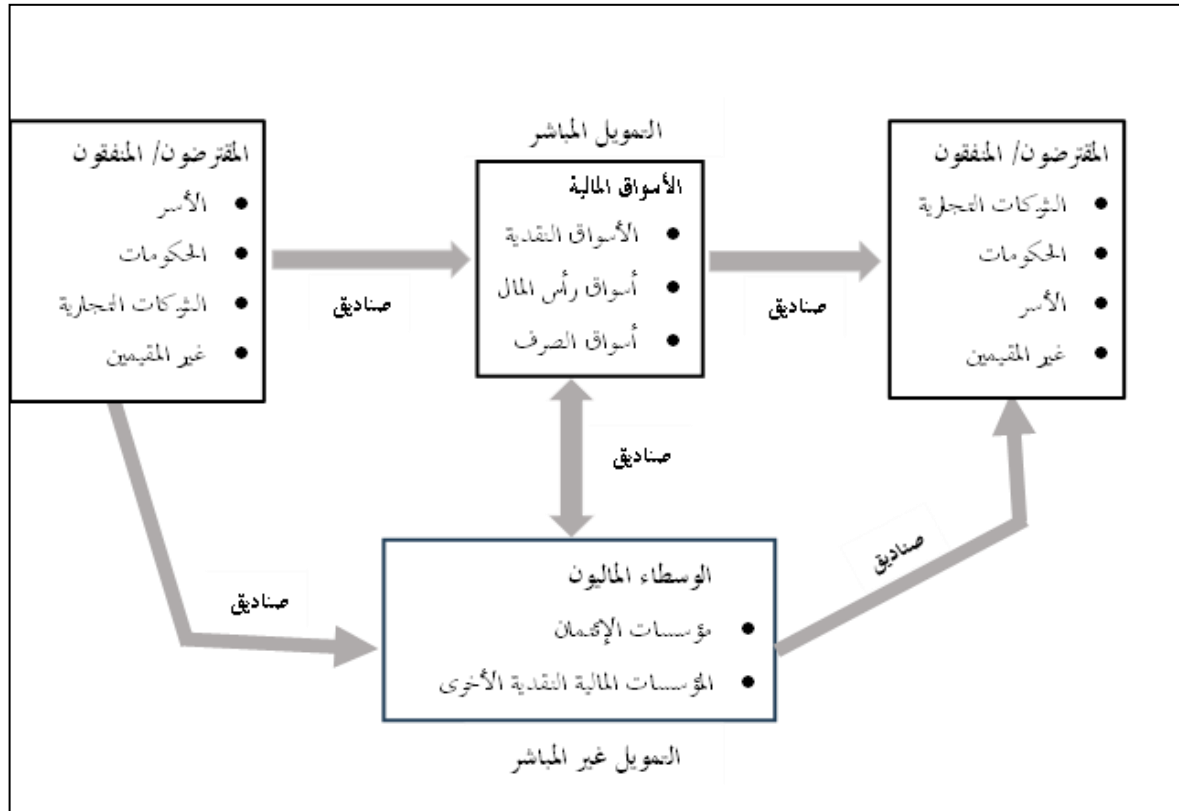 التمويل المباشر
المقترضون/ المنفقون
• الشركات التجارية
• الحكومات
• الأسر
• غير المقيمين
صناديق
الأسواق المالية
• الأسواق النقدية
• أسواق رأس المال
• أسواق الصرف
صناديق
المقترضون/ المنفقون
• الأسر
• الحكومات
• الشركات التجارية
• غير المقيمين
صناديق
صناديق
صناديق
الوسطاء الماليون
• مؤسسات الإئتمان
• المؤسسات المالية النقدية الأخرى
التمويل غير المباشر